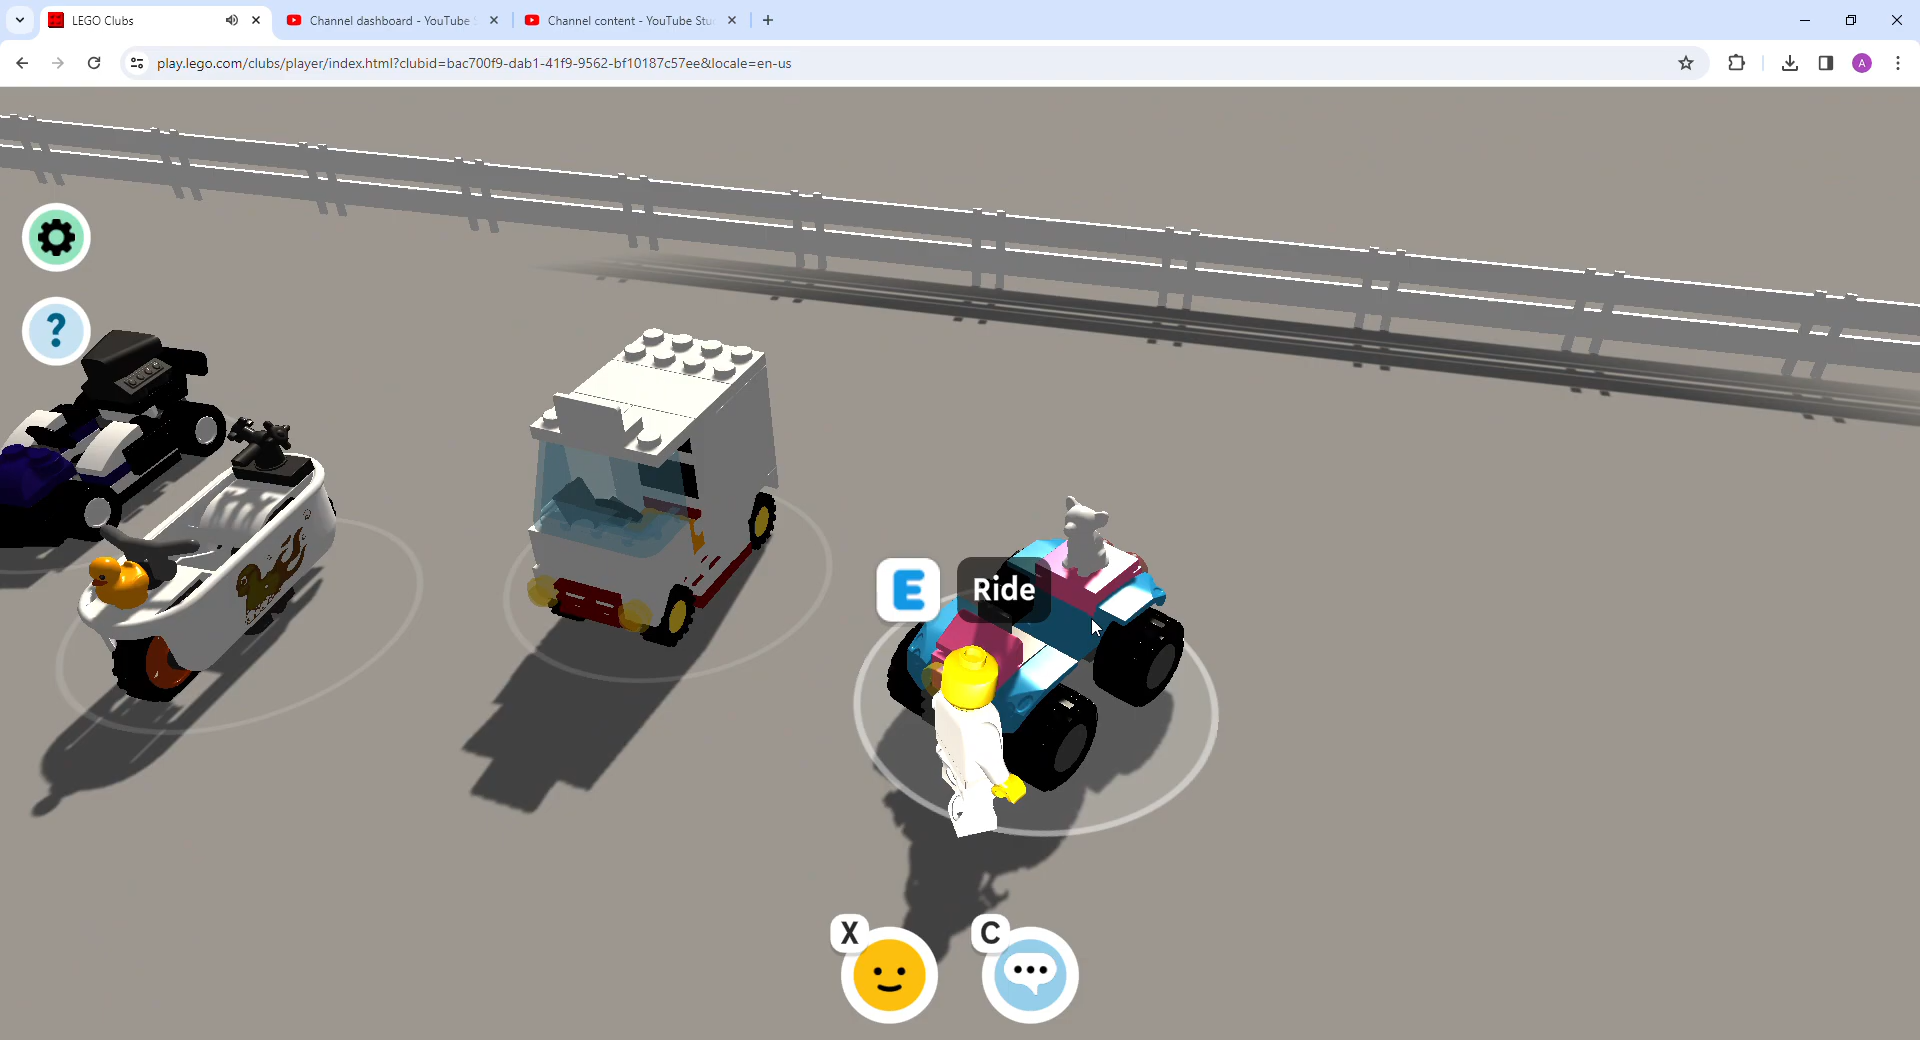 LEGO Clubs
Channel dashboard - YouTube S
Channel content - YouTube Stu
play.lego.com/clubs/player/index.html?clubid=bac700f9-dab1-41f9-9562-bf10187c57ee&locale=en-us
A
?
E Ride
X
C